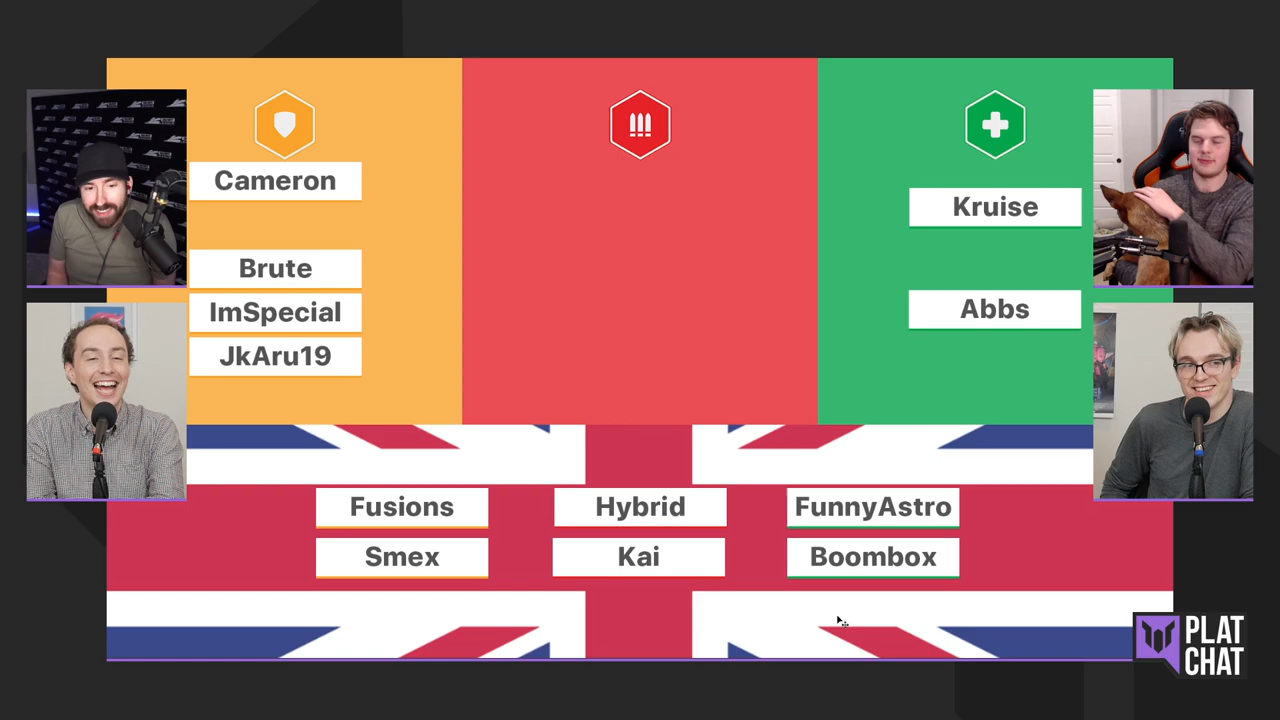 Cameron
Kruise
Brute
ImSpecial
Abbs
JkAru19
Fusions
Hybrid
FunnyAstro
Smex
Kai
Boombox
PLAT
CHAT